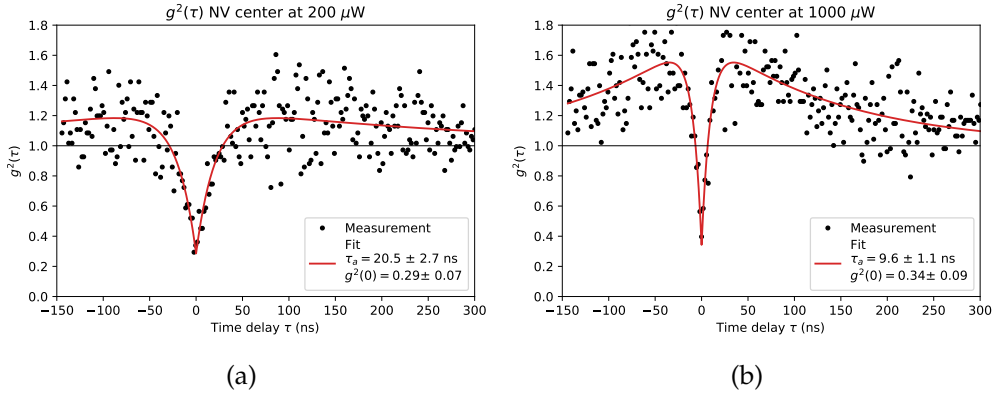 g²(τ) NV center at 200 μW
g²(τ)
1.8
1.6
1.4
1.2
1.0
0.8
0.6
0.4
0.2
0.0
−150 −100 −50 0 50 100 150 200 250 300
Time delay τ (ns)
Measurement
Fit
τₐ = 20.5 ± 2.7 ns
g²(0) = 0.29± 0.07
(a)
g²(τ) NV center at 1000 μW
g²(τ)
1.8
1.6
1.4
1.2
1.0
0.8
0.6
0.4
0.2
0.0
−150 −100 −50 0 50 100 150 200 250 300
Time delay τ (ns)
Measurement
Fit
τₐ = 9.6 ± 1.1 ns
g²(0) = 0.34± 0.09
(b)